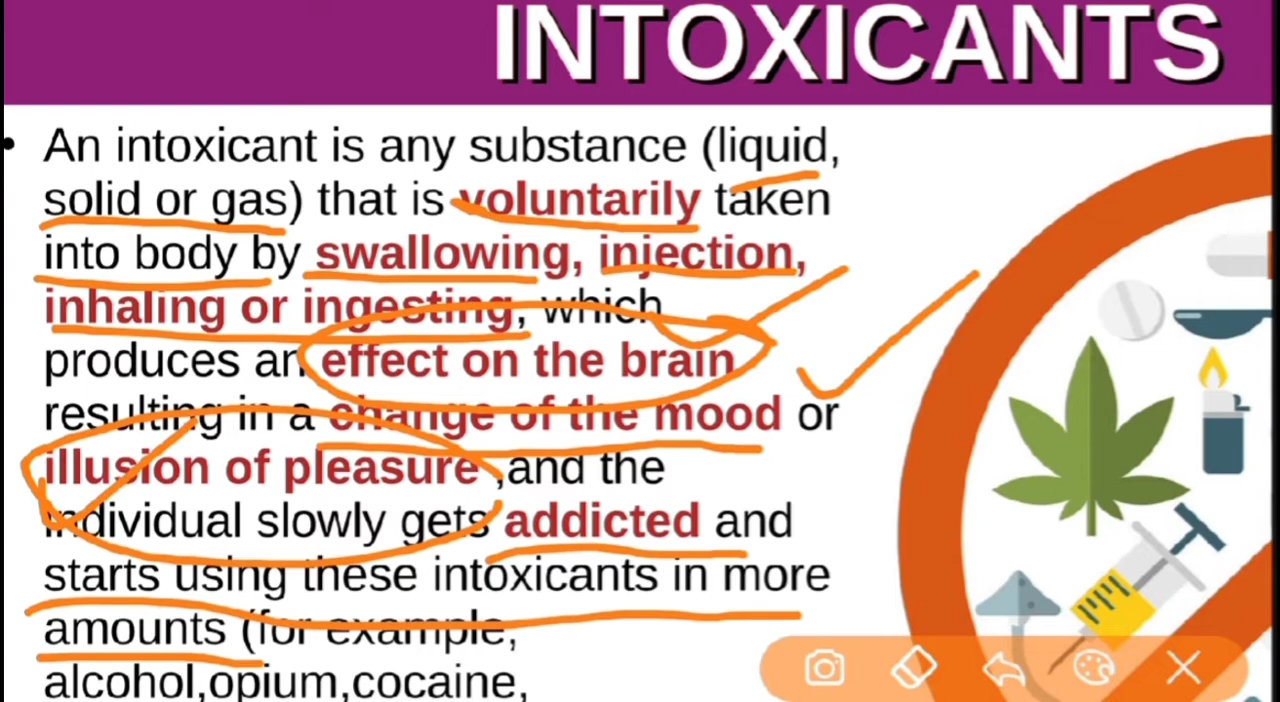 INTOXICANTS
• An intoxicant is any substance (liquid,
solid or gas) that is voluntarily taken
into body by swallowing, injection,
inhaling or ingesting, which
produces an effect on the brain
resulting in a change of the mood or
illusion of pleasure ,and the
individual slowly gets addicted and
starts using these intoxicants in more
amounts (for example,
alcohol,opium,cocaine,